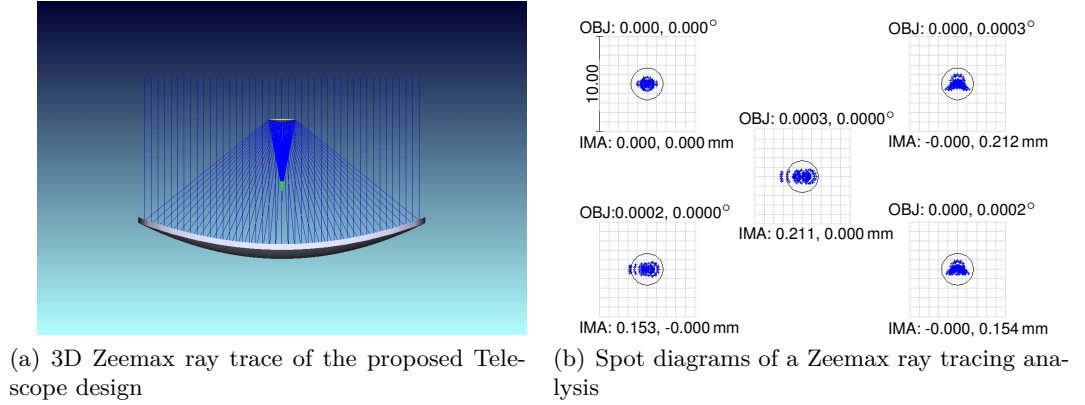 OBJ: 0.000, 0.000°
OBJ: 0.000, 0.0003°
10.00
IMA: 0.000, 0.000 mm
OBJ: 0.0003, 0.0000°
IMA: -0.000, 0.212 mm
OBJ:0.0002, 0.0000°
IMA: 0.211, 0.000 mm
OBJ: 0.000, 0.0002°
IMA: 0.153, -0.000 mm
IMA: -0.000, 0.154 mm
(a) 3D Zeemax ray trace of the proposed Tele-
scope design
(b) Spot diagrams of a Zeemax ray tracing ana-
lysis